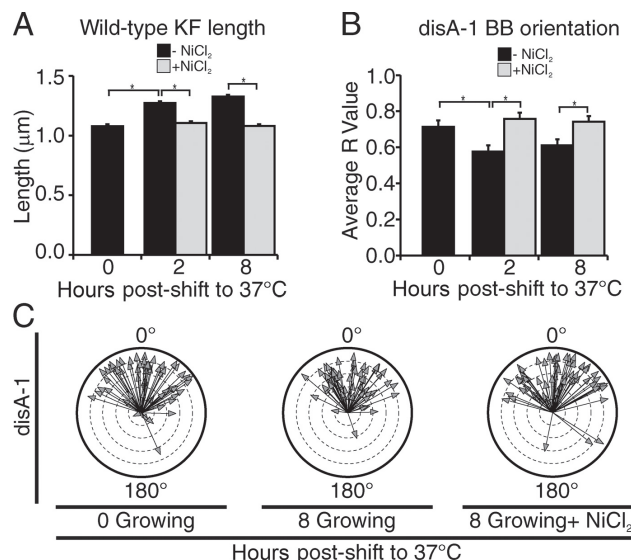 A
Wild-type KF length
- NiCl2
+NiCl2
1.5
1.0
1.5
0.0
Length (µm)
*
*
*
0
2
8
Hours post-shift to 37°C
B
disA-1 BB orientation
- NiCl2
+NiCl2
1.0
0.8
0.6
0.4
0.2
0.0
Average R Value
*
*
*
0
2
8
Hours post-shift to 37°C
C
disA-1
0°
0°
0°
180°
180°
180°
0 Growing
8 Growing
8 Growing+ NiCl2
Hours post-shift to 37°C